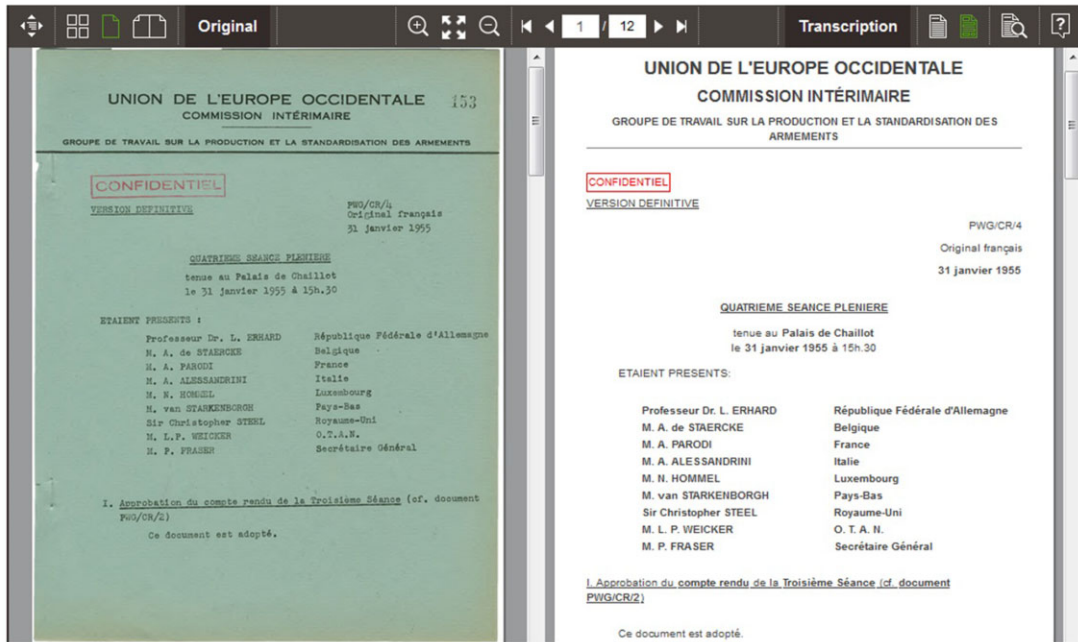 Original
1 / 12
Transcription
UNION DE L'EUROPE OCCIDENTALE 153
COMMISSION INTÉRIMAIRE
GROUPE DE TRAVAIL SUR LA PRODUCTION ET LA STANDARDISATION DES ARMEMENTS
CONFIDENTIEL
VERSION DEFINITIVE
PWG/CR/4
Original français
31 janvier 1955
QUATRIEME SEANCE PLENIERE
tenue au Palais de Chaillot
le 31 janvier 1955 à 15h.30
ETAIENT PRESENTS :
Professeur Dr. L. ERHARD République Fédérale d'Allemagne
M. A. de STAERCKE Belgique
M. A. PARODI France
M. A. ALESSANDRINI Italie
M. N. HOMMEL Luxembourg
M. van STARKENBORGH Pays-Bas
Sir Christopher STEEL Royaume-Uni
M. L.P. WEICKER O.T.A.N.
M. P. FRASER Secrétaire Général
I. Approbation du compte rendu de la Troisième Séance (cf. document
PWG/CR/2)
Ce document est adopté.
UNION DE L'EUROPE OCCIDENTALE
COMMISSION INTÉRIMAIRE
GROUPE DE TRAVAIL SUR LA PRODUCTION ET LA STANDARDISATION DES
ARMEMENTS
CONFIDENTIEL
VERSION DEFINITIVE
PWG/CR/4
Original français
31 janvier 1955
QUATRIEME SEANCE PLENIERE
tenue au Palais de Chaillot
le 31 janvier 1955 à 15h.30
ETAIENT PRESENTS:
Professeur Dr. L. ERHARD République Fédérale d'Allemagne
M. A. de STAERCKE Belgique
M. A. PARODI France
M. A. ALESSANDRINI Italie
M. N. HOMMEL Luxembourg
M. van STARKENBORGH Pays-Bas
Sir Christopher STEEL Royaume-Uni
M. L. P. WEICKER O. T. A. N.
M. P. FRASER Secrétaire Général
I. Approbation du compte rendu de la Troisième Séance (cf. document
PWG/CR/2)
Ce document est adopté.